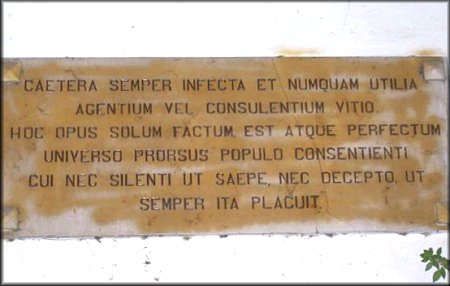 CAETERA SEMPER INFECTA ET NUMQUAM UTILIA
AGENTIUM VEL CONSULENTIUM VITIO.
HOC OPUS SOLUM FACTUM EST ATQUE PERFECTUM
UNIVERSO PRORSUS POPULO CONSENTIENTI
CUI NEC SILENTI UT SAEPE, NEC DECEPTO, UT
SEMPER ITA PLACUIT.